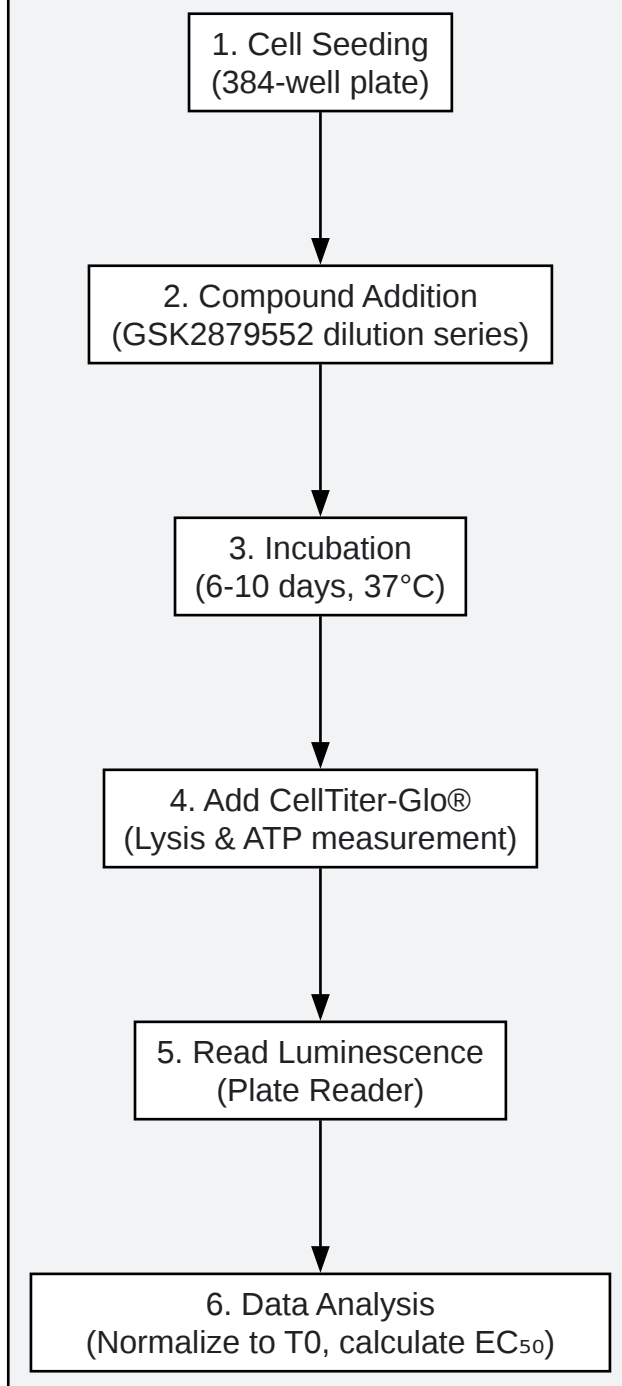 1. Cell Seeding
(384-well plate)
2. Compound Addition
(GSK2879552 dilution series)
3. Incubation
(6-10 days, 37°C)
4. Add CellTiter-Glo®
(Lysis & ATP measurement)
5. Read Luminescence
(Plate Reader)
6. Data Analysis
(Normalize to T0, calculate EC₅₀)